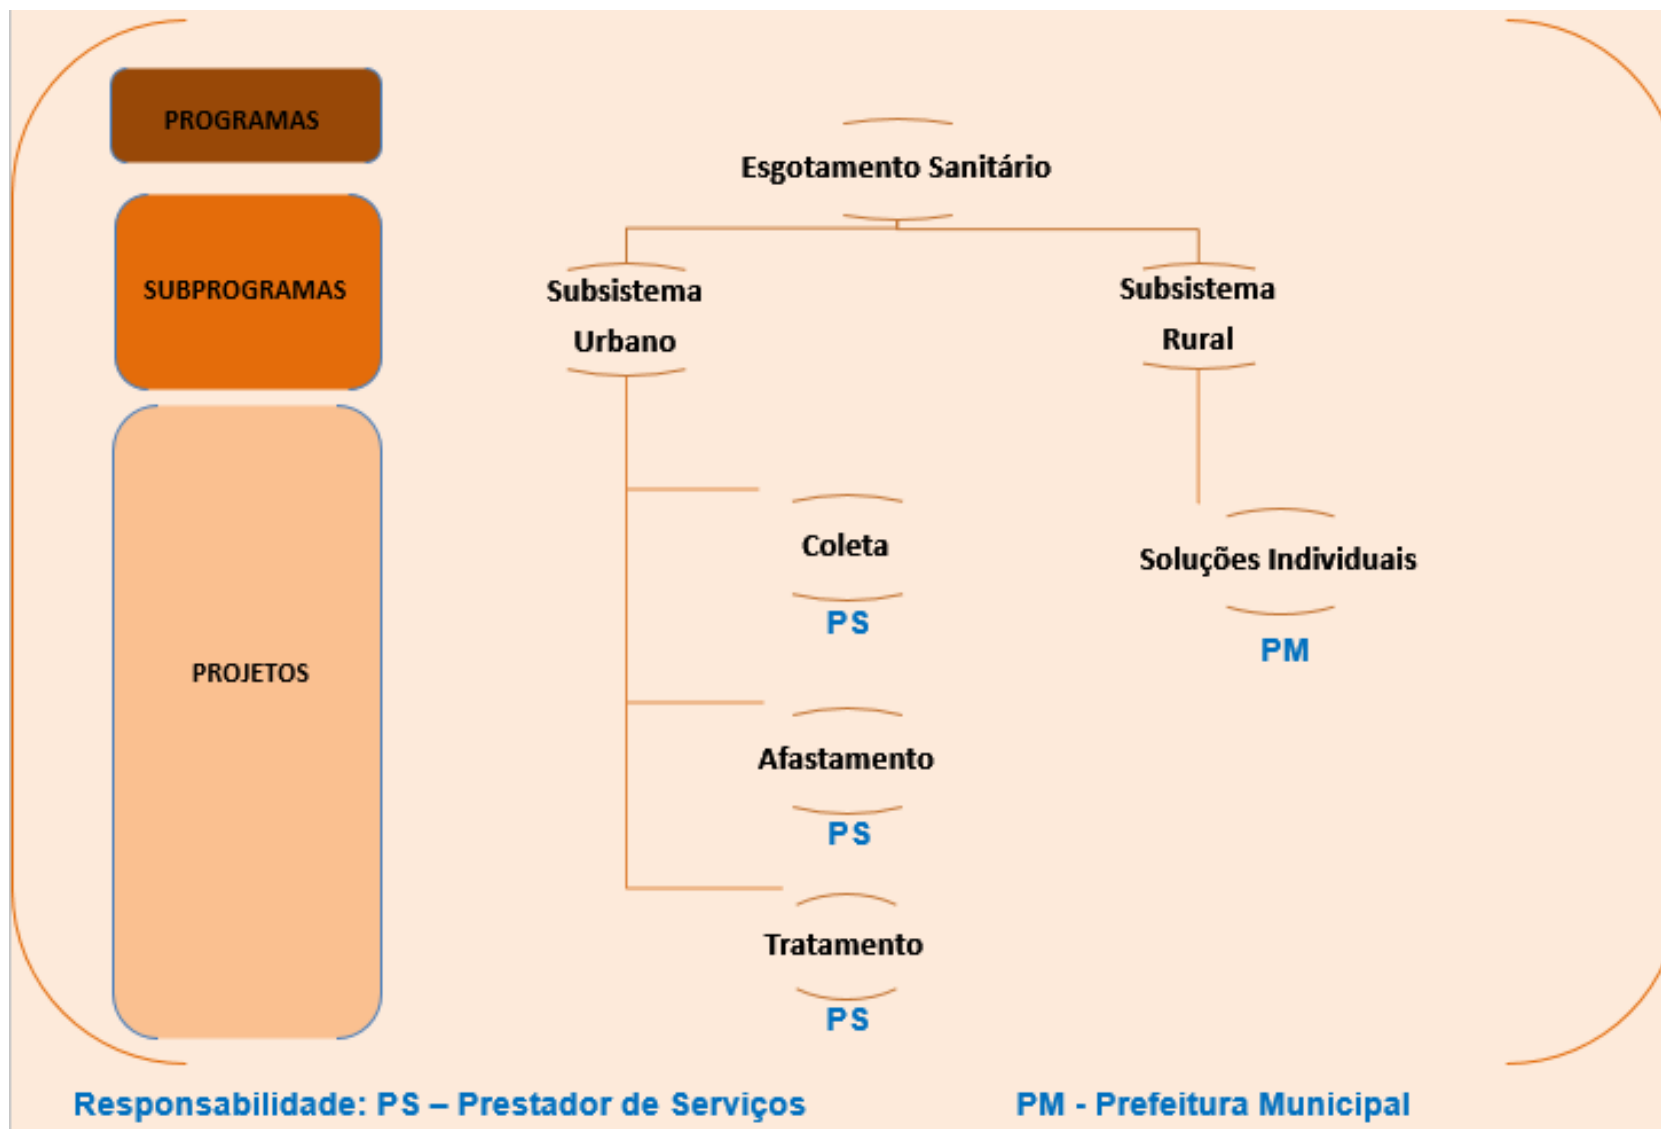 PROGRAMAS
Esgotamento Sanitário
SUBPROGRAMAS
Subsistema
Urbano
Subsistema
Rural
PROJETOS
Coleta
PS
Soluções Individuais
PM
Afastamento
PS
Tratamento
PS
Responsabilidade: PS – Prestador de Serviços
PM - Prefeitura Municipal